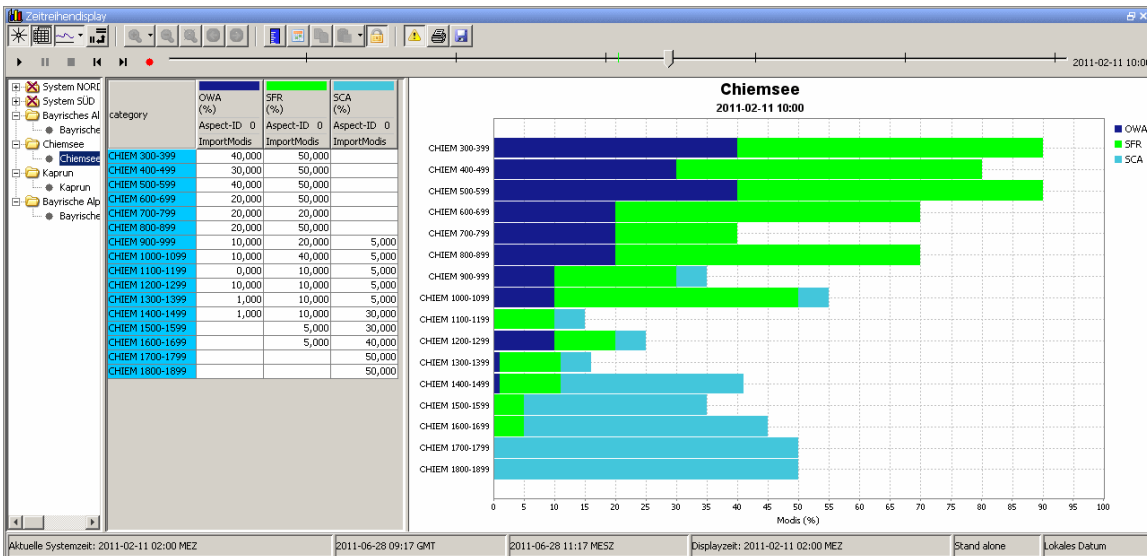 Zeitreihendisplay
2011-02-11 10:00
System NORD
System SÜD
Bayrisches Al
Bayrische
Chiemsee
Chiemsee
Kaprun
Kaprun
Bayrische Alp
Bayrische
category OWA (%) SFR (%) SCA (%)
Aspect-ID 0 Aspect-ID 0 Aspect-ID 0
ImportModis ImportModis ImportModis
CHIEM 300-399 40,000 50,000
CHIEM 400-499 30,000 50,000
CHIEM 500-599 40,000 50,000
CHIEM 600-699 20,000 50,000
CHIEM 700-799 20,000 20,000
CHIEM 800-899 20,000 50,000
CHIEM 900-999 10,000 20,000 5,000
CHIEM 1000-1099 10,000 40,000 5,000
CHIEM 1100-1199 0,000 10,000 5,000
CHIEM 1200-1299 10,000 10,000 5,000
CHIEM 1300-1399 1,000 10,000 5,000
CHIEM 1400-1499 1,000 10,000 30,000
CHIEM 1500-1599 5,000 30,000
CHIEM 1600-1699 5,000 40,000
CHIEM 1700-1799 50,000
CHIEM 1800-1899 50,000
Chiemsee
2011-02-11 10:00
OWA
SFR
SCA
CHIEM 300-399
CHIEM 400-499
CHIEM 500-599
CHIEM 600-699
CHIEM 700-799
CHIEM 800-899
CHIEM 900-999
CHIEM 1000-1099
CHIEM 1100-1199
CHIEM 1200-1299
CHIEM 1300-1399
CHIEM 1400-1499
CHIEM 1500-1599
CHIEM 1600-1699
CHIEM 1700-1799
CHIEM 1800-1899
0 5 10 15 20 25 30 35 40 45 50 55 60 65 70 75 80 85 90 95 100
Modis (%)
Aktuelle Systemzeit: 2011-02-11 02:00 MEZ 2011-06-28 09:17 GMT 2011-06-28 11:17 MESZ Displayzeit: 2011-02-11 02:00 MEZ Stand alone Lokales Datum